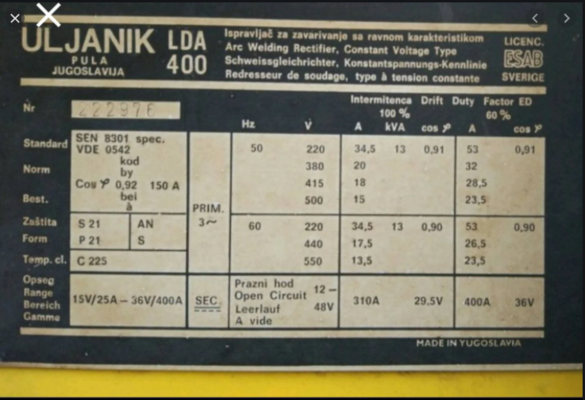 ULJANIK LDA 400
PULA
JUGOSLAVIJA
Ispravljač za zavarivanje sa ravnom karakteristikom
Arc Welding Rectifier, Constant Voltage Type
Schweissgleichrichter, Konstantspannungs-Kennlinie
Redresseur de soudage, type à tension constante
LICENC.
ESAB
SVERIGE
Nr 222976
Intermitenca Drift Duty Factor ED
100 % 60 %
Hz V A kVA cos φ A cos φ
Standard SEN 8301 spec.
VDE 0542
Norm kod
by
Cos φ 0,92 150 A
Best. bei
à
PRIM.
3~
50 220 34,5 13 0,91 53 0,91
380 20 32
415 18 28,5
500 15 23,5
Zaštita S 21 AN
Form P 21 S
Temp. cl. C 225
60 220 34,5 13 0,90 53 0,90
440 17,5 26,5
550 13,5 23,5
Opseg
Range
Bereich
Gamme
15V/25A – 36V/400A
SEC.
Prazni hod
Open Circuit
Leerlauf
A vide
12 –
48V
310A 29.5V 400A 36V
MADE IN YUGOSLAVIA